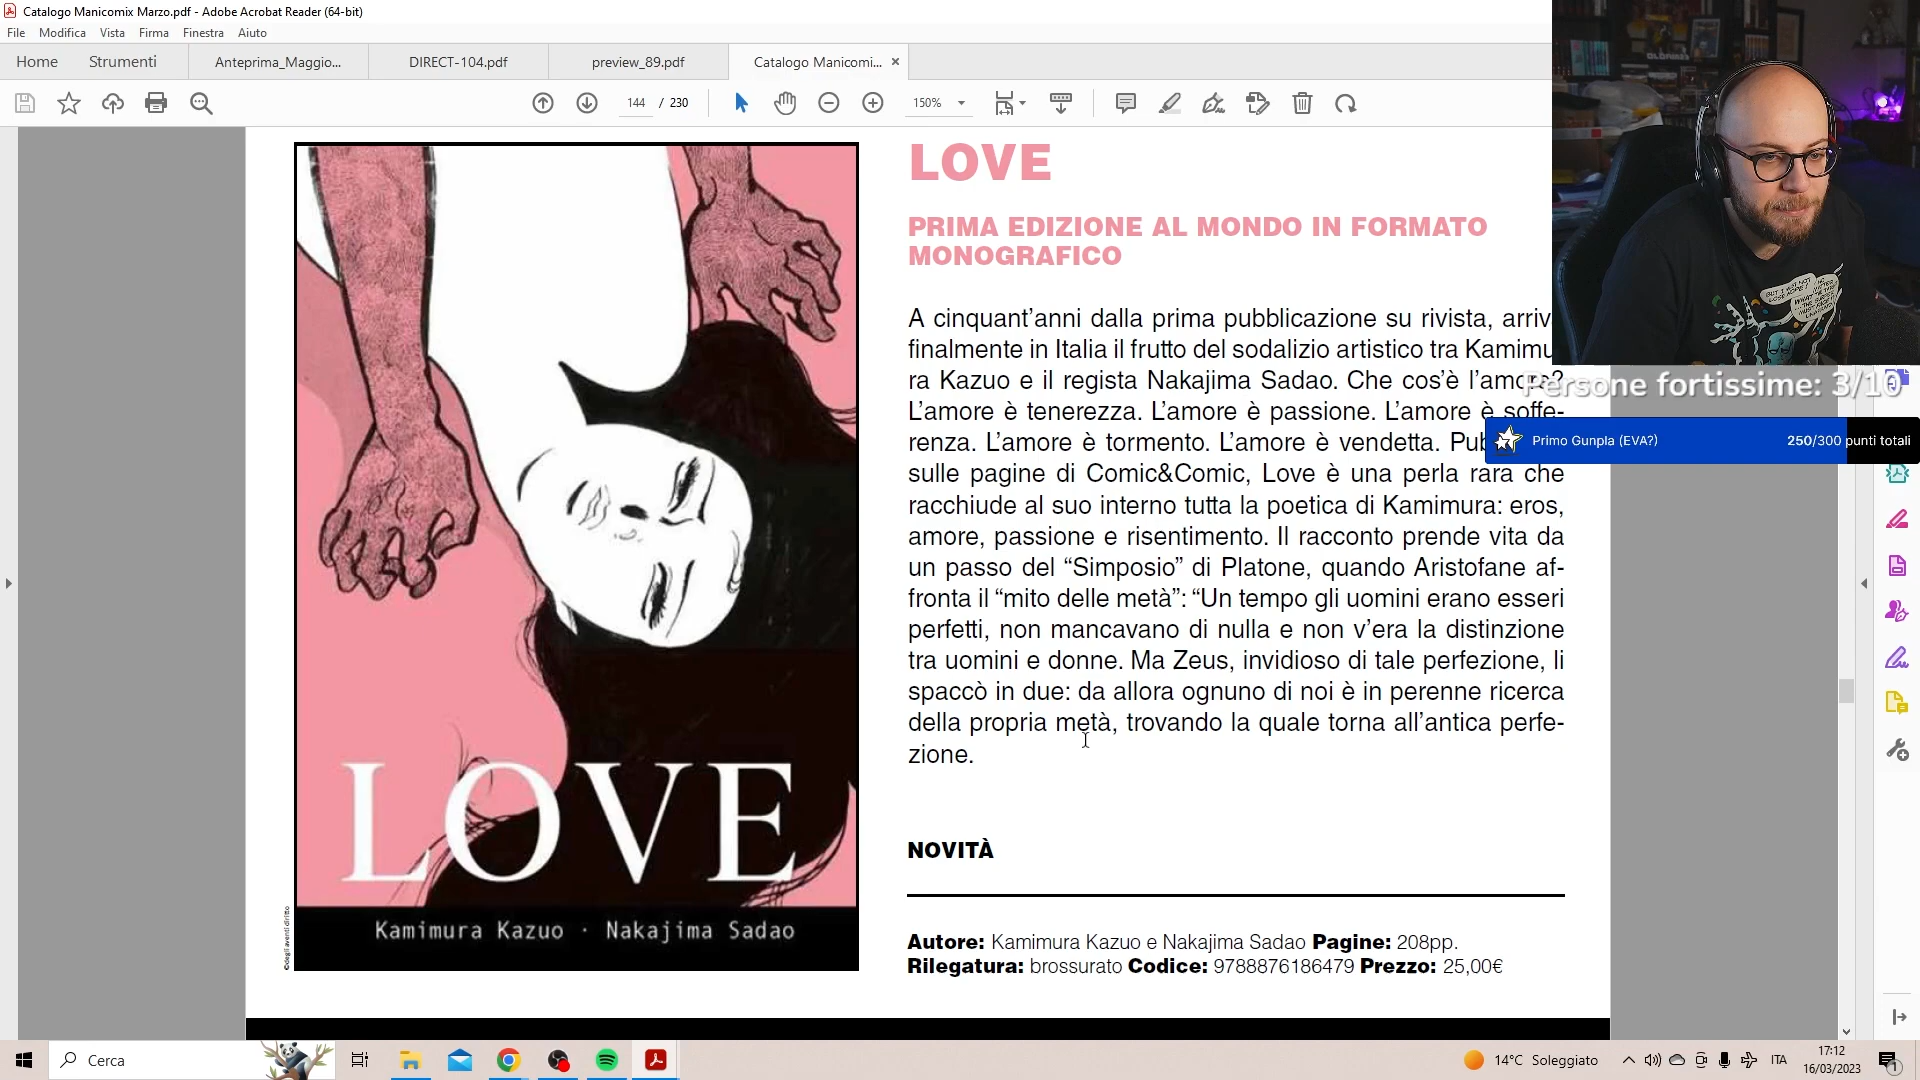 Catalogo Manicomix Marzo.pdf - Adobe Acrobat Reader (64-bit)
File Modifica Vista Firma Finestra Aiuto
Home Strumenti Anteprima_Maggio... DIRECT-104.pdf preview_89.pdf Catalogo Manicomi... ×
144 / 230 150%
LOVE
PRIMA EDIZIONE AL MONDO IN FORMATO
MONOGRAFICO
A cinquant’anni dalla prima pubblicazione su rivista, arriv
finalmente in Italia il frutto del sodalizio artistico tra Kamimu
ra Kazuo e il regista Nakajima Sadao. Che cos’è l’amore?
L’amore è tenerezza. L’amore è passione. L’amore è soffe-
renza. L’amore è tormento. L’amore è vendetta. Pub
sulle pagine di Comic&Comic, Love è una perla rara che
racchiude al suo interno tutta la poetica di Kamimura: eros,
amore, passione e risentimento. Il racconto prende vita da
un passo del “Simposio” di Platone, quando Aristofane af-
fronta il “mito delle metà”: “Un tempo gli uomini erano esseri
perfetti, non mancavano di nulla e non v’era la distinzione
tra uomini e donne. Ma Zeus, invidioso di tale perfezione, li
spaccò in due: da allora ognuno di noi è in perenne ricerca
della propria metà, trovando la quale torna all’antica perfe-
zione.
NOVITÀ
Autore: Kamimura Kazuo e Nakajima Sadao Pagine: 208pp.
Rilegatura: brossurato Codice: 9788876186479 Prezzo: 25,00€
LOVE
Kamimura Kazuo · Nakajima Sadao
©degli aventi diritto
Persone fortissime: 3/10
Primo Gunpla (EVA?) 250/300 punti totali
Cerca
14°C Soleggiato
ITA
17:12
16/03/2023
1